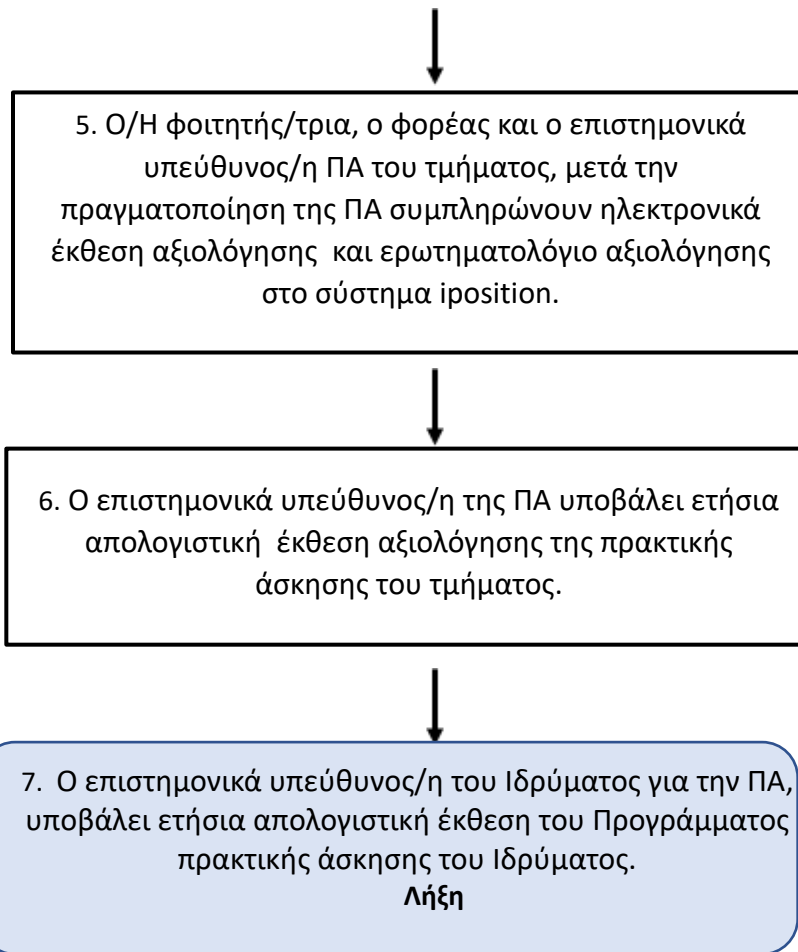 5. Ο/Η φοιτητής/τρια, ο φορέας και ο επιστημονικά
υπεύθυνος/η ΠΑ του τμήματος, μετά την
πραγματοποίηση της ΠΑ συμπληρώνουν ηλεκτρονικά
έκθεση αξιολόγησης και ερωτηματολόγιο αξιολόγησης
στο σύστημα iposition.
6. Ο επιστημονικά υπεύθυνος/η της ΠΑ υποβάλει ετήσια
απολογιστική έκθεση αξιολόγησης της πρακτικής
άσκησης του τμήματος.
7. Ο επιστημονικά υπεύθυνος/η του Ιδρύματος για την ΠΑ,
υποβάλει ετήσια απολογιστική έκθεση του Προγράμματος
πρακτικής άσκησης του Ιδρύματος.
Λήξη